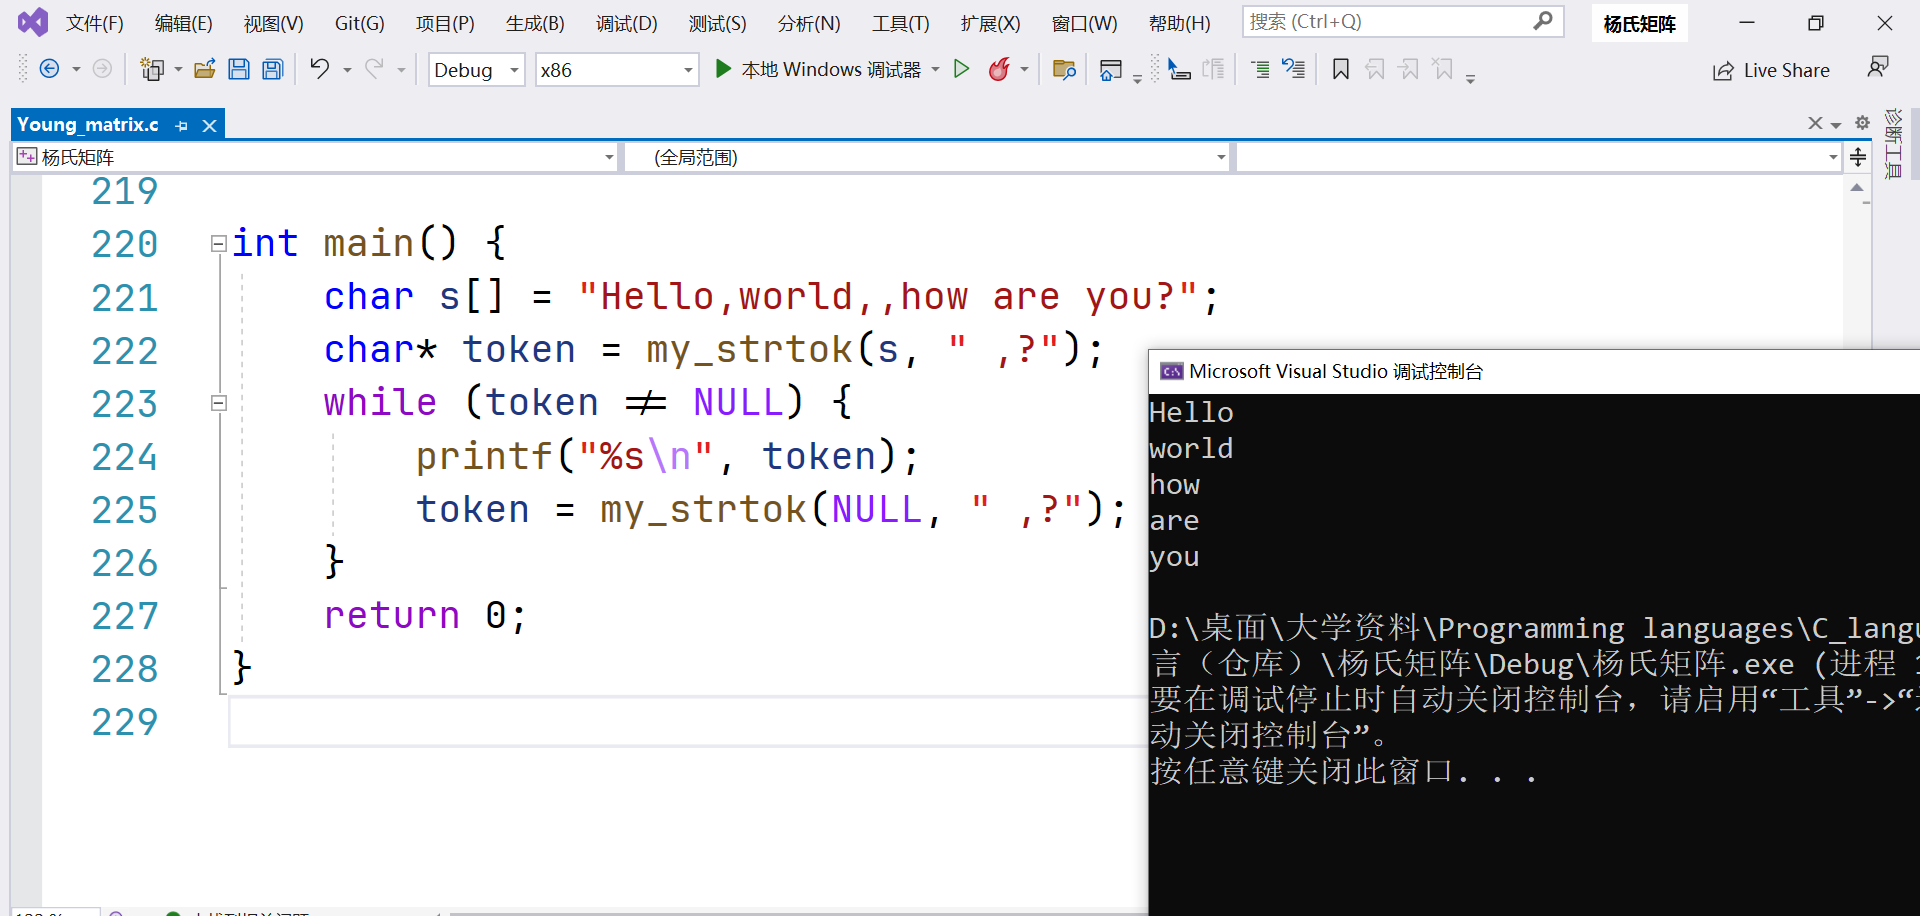 文件(F) 编辑(E) 视图(V) Git(G) 项目(P) 生成(B) 调试(D) 测试(S) 分析(N) 工具(T) 扩展(X) 窗口(W) 帮助(H) 搜索 (Ctrl+Q) 杨氏矩阵
Debug x86 本地 Windows 调试器 Live Share
Young_matrix.c
杨氏矩阵 (全局范围)
诊断工具
219
220 int main() {
221 char s[] = "Hello,world,,how are you?";
222 char* token = my_strtok(s, " ,?");
223 while (token != NULL) {
224 printf("%s\n", token);
225 token = my_strtok(NULL, " ,?");
226 }
227 return 0;
228 }
229
Microsoft Visual Studio 调试控制台
Hello
world
how
are
you
D:\桌面\大学资料\Programming languages\C_langu
言（仓库）\杨氏矩阵\Debug\杨氏矩阵.exe (进程 1
要在调试停止时自动关闭控制台，请启用“工具”->“
动关闭控制台”。
按任意键关闭此窗口. . .